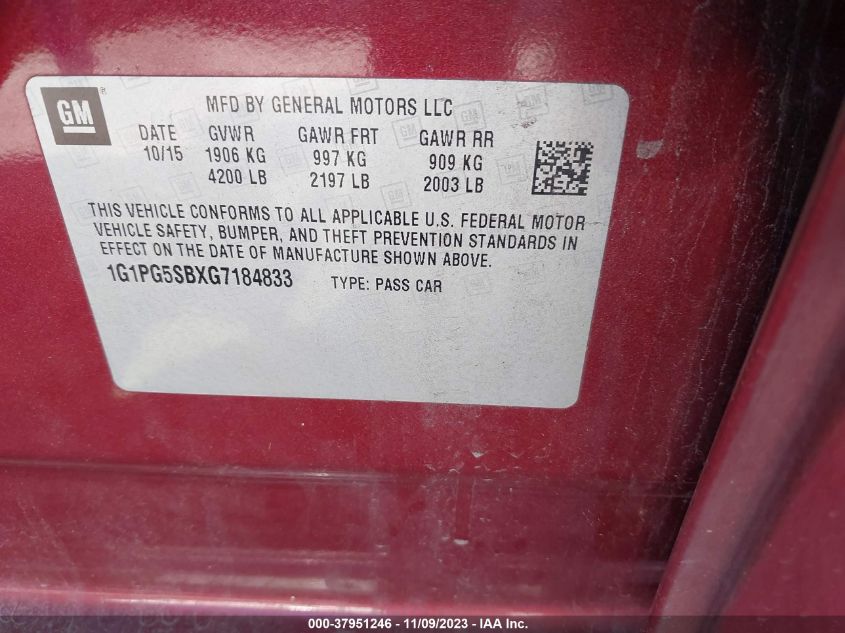 GM ® MFD BY GENERAL MOTORS LLC
DATE GVWR GAWR FRT GAWR RR
10/15 1906 KG 997 KG 909 KG
4200 LB 2197 LB 2003 LB
THIS VEHICLE CONFORMS TO ALL APPLICABLE U.S. FEDERAL MOTOR
VEHICLE SAFETY, BUMPER, AND THEFT PREVENTION STANDARDS IN
EFFECT ON THE DATE OF MANUFACTURE SHOWN ABOVE.
1G1PG5SBXG7184833 TYPE: PASS CAR
000-37951246 - 11/09/2023 - IAA Inc.